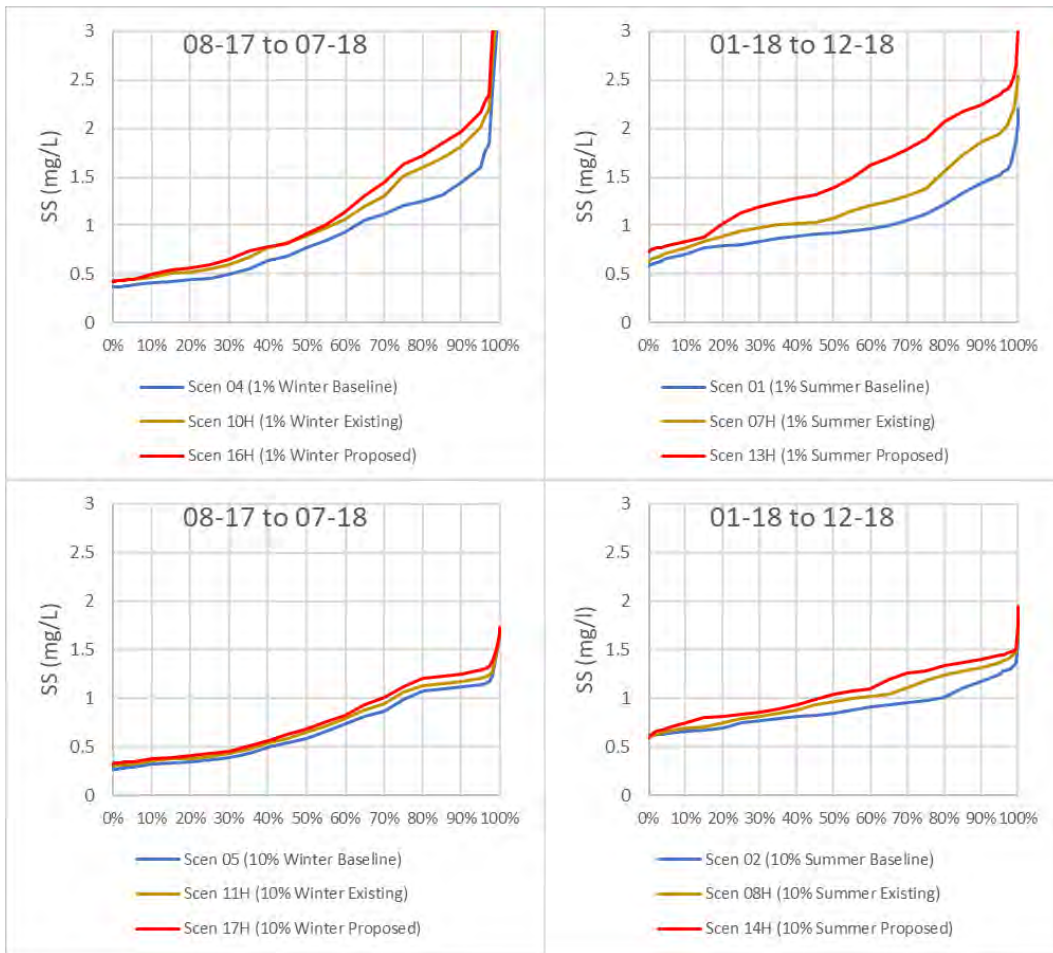 08-17 to 07-18
SS (mg/L)
3
2.5
2
1.5
1
0.5
0
0% 10% 20% 30% 40% 50% 60% 70% 80% 90% 100%
Scen 04 (1% Winter Baseline)
Scen 10H (1% Winter Existing)
Scen 16H (1% Winter Proposed)
01-18 to 12-18
SS (mg/L)
3
2.5
2
1.5
1
0.5
0
0% 10% 20% 30% 40% 50% 60% 70% 80% 90% 100%
Scen 01 (1% Summer Baseline)
Scen 07H (1% Summer Existing)
Scen 13H (1% Summer Proposed)
08-17 to 07-18
SS (mg/L)
3
2.5
2
1.5
1
0.5
0
0% 10% 20% 30% 40% 50% 60% 70% 80% 90% 100%
Scen 05 (10% Winter Baseline)
Scen 11H (10% Winter Existing)
Scen 17H (10% Winter Proposed)
01-18 to 12-18
SS (mg/l)
3
2.5
2
1.5
1
0.5
0
0% 10% 20% 30% 40% 50% 60% 70% 80% 90% 100%
Scen 02 (10% Summer Baseline)
Scen 08H (10% Summer Existing)
Scen 14H (10% Summer Proposed)